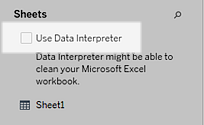 Sheets
Use Data Interpreter
Data Interpreter might be able to
clean your Microsoft Excel
workbook.
Sheet1